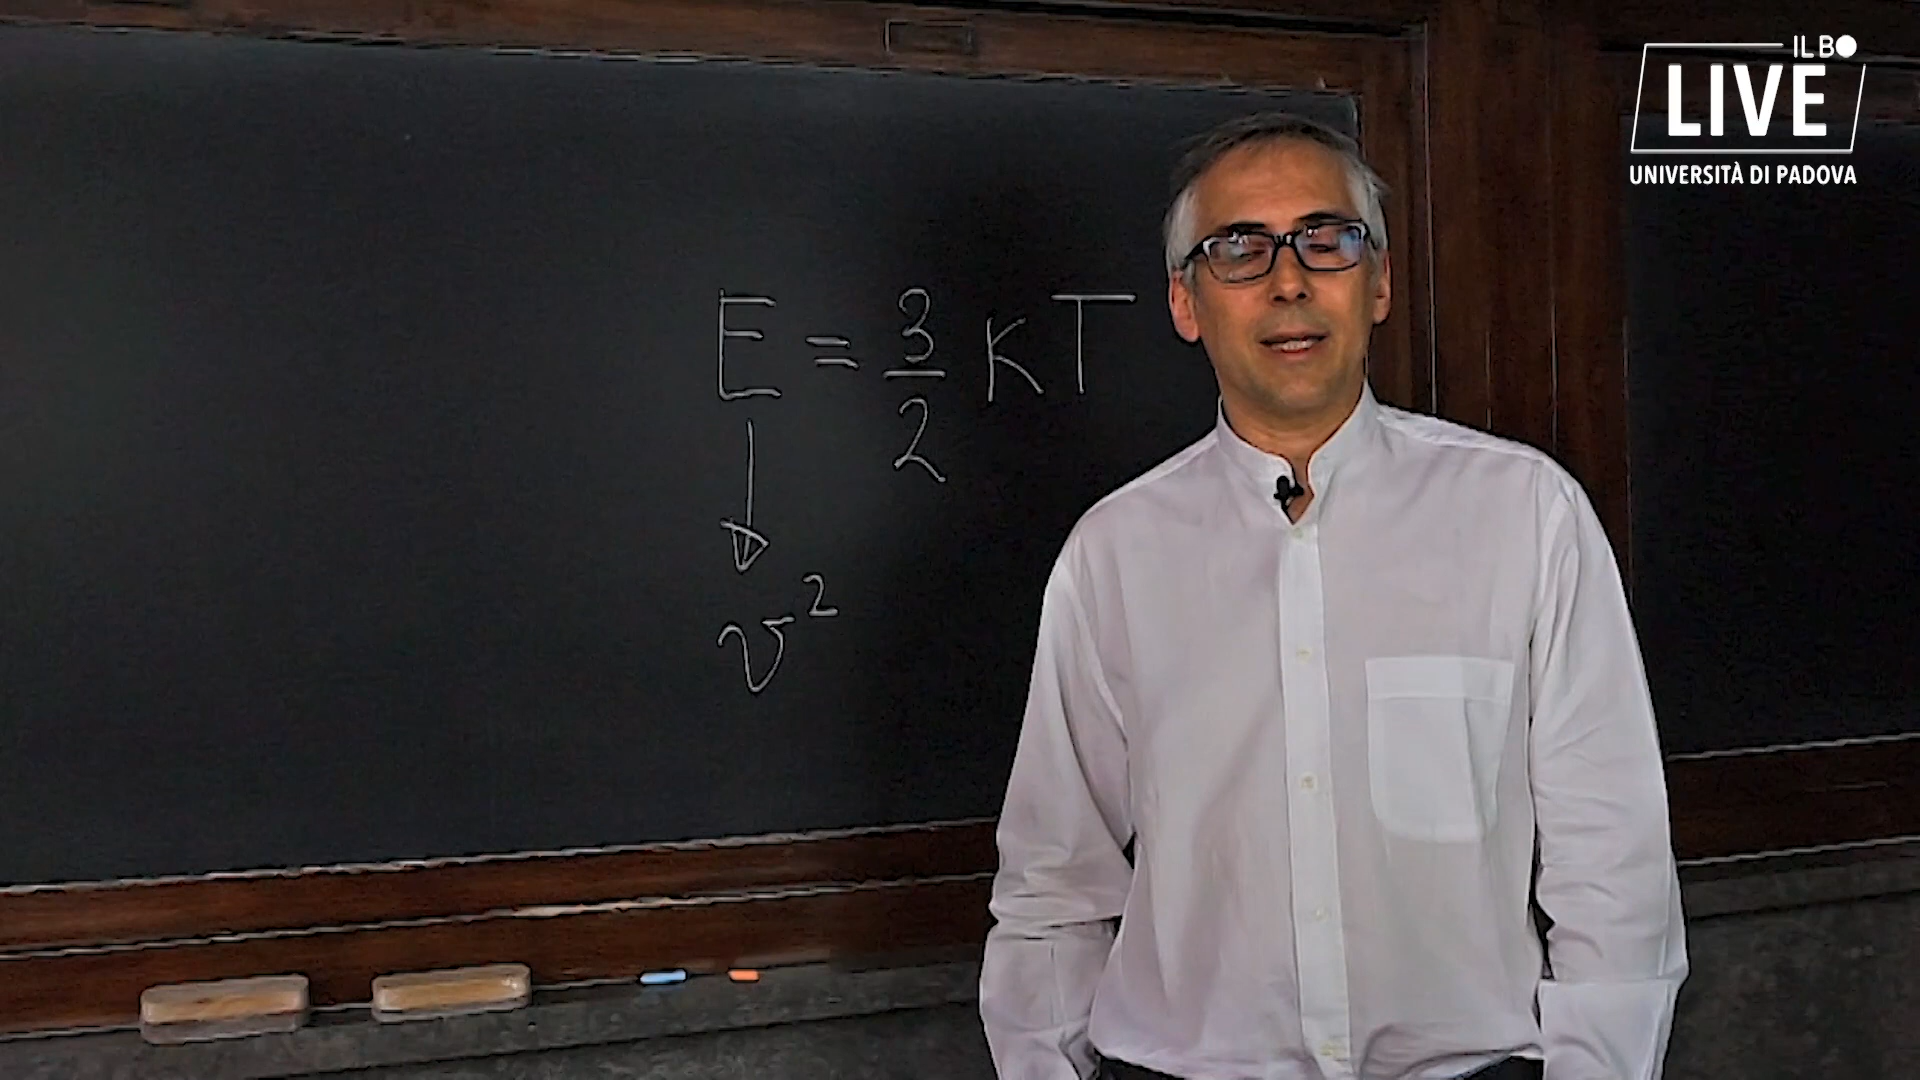 IL BO
LIVE
UNIVERSITÀ DI PADOVA
E = 3/2 KT
v²